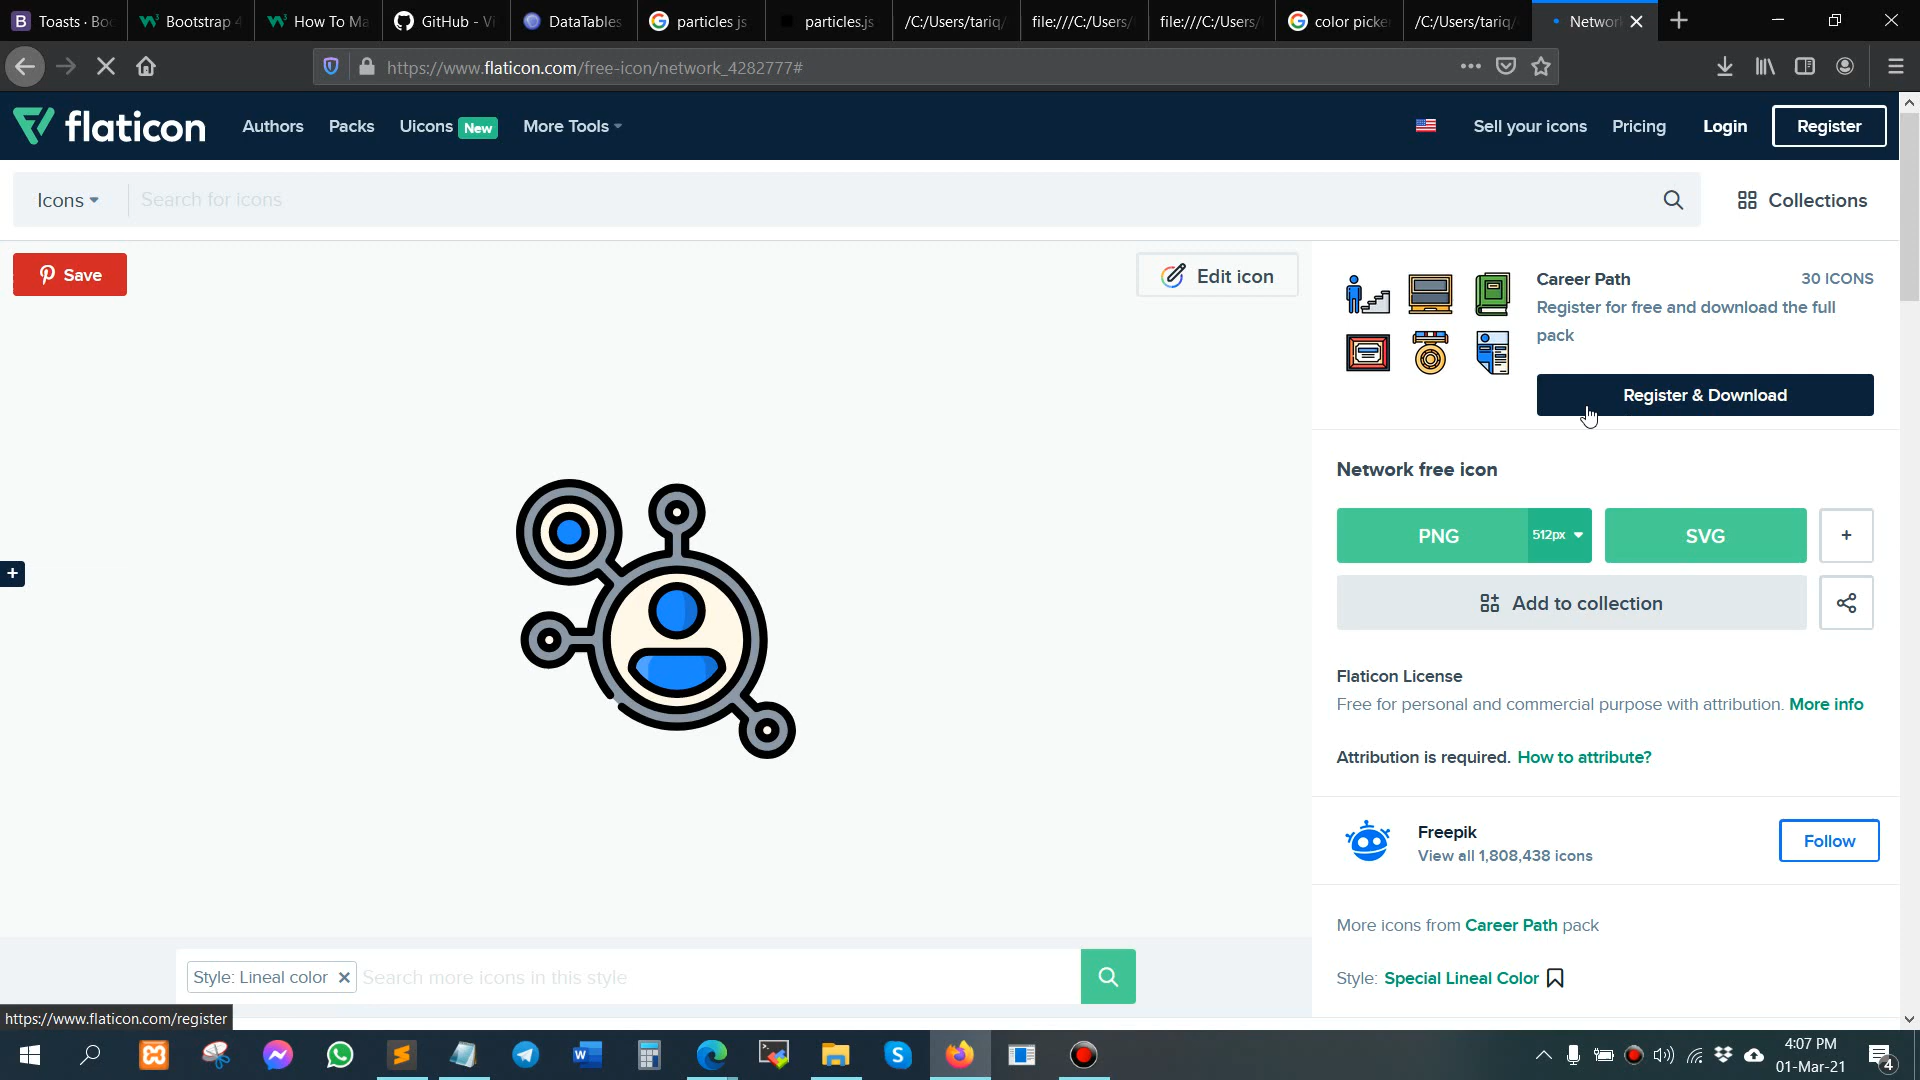 Toasts · Boo
Bootstrap 4
How To Ma
GitHub - Vi
DataTables
particles js
particles.js
/C:/Users/tariq/
file:///C:/Users/
file:///C:/Users/
color picke
/C:/Users/tariq/
Networ
https://www.flaticon.com/free-icon/network_4282777#
flaticon
Authors
Packs
Uicons New
More Tools
Sell your icons
Pricing
Login
Register
Icons
Search for icons
Collections
Save
Edit icon
Career Path
30 ICONS
Register for free and download the full
pack
Register & Download
Network free icon
PNG
512px
SVG
+
Add to collection
Flaticon License
Free for personal and commercial purpose with attribution. More info
Attribution is required. How to attribute?
Freepik
View all 1,808,438 icons
Follow
More icons from Career Path pack
Style: Special Lineal Color
Style: Lineal color
Search more icons in this style
https://www.flaticon.com/register
4:07 PM
01-Mar-21
4